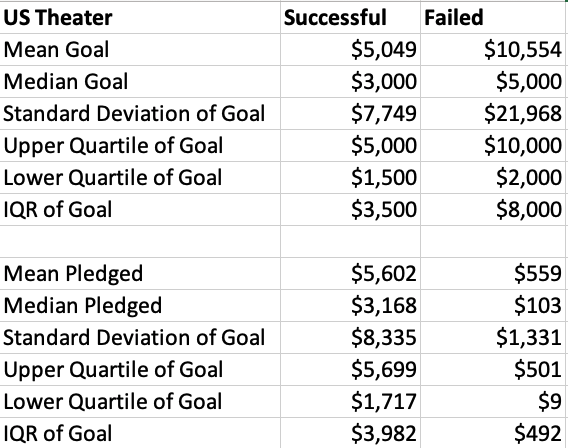 US Theater Successful Failed
Mean Goal $5,049 $10,554
Median Goal $3,000 $5,000
Standard Deviation of Goal $7,749 $21,968
Upper Quartile of Goal $5,000 $10,000
Lower Quartile of Goal $1,500 $2,000
IQR of Goal $3,500 $8,000
Mean Pledged $5,602 $559
Median Pledged $3,168 $103
Standard Deviation of Goal $8,335 $1,331
Upper Quartile of Goal $5,699 $501
Lower Quartile of Goal $1,717 $9
IQR of Goal $3,982 $492